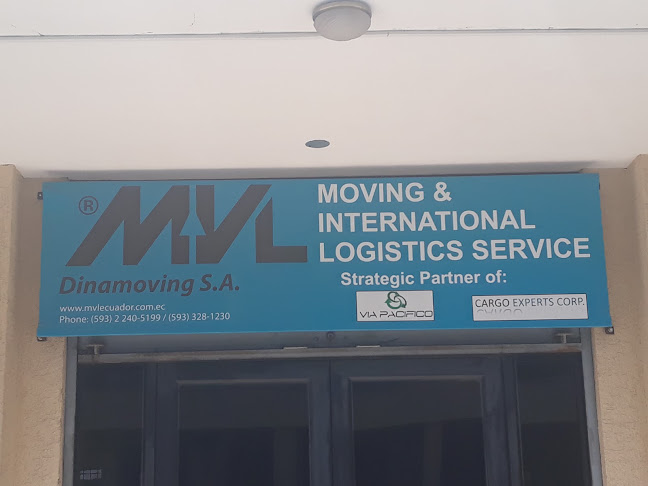 ® MVL
Dinamoving S.A.
www.mvlecuador.com.ec
Phone: (593) 2 240-5199 / (593) 328-1230
MOVING &
INTERNATIONAL
LOGISTICS SERVICE
Strategic Partner of:
VIA PACIFICO
CARGO EXPERTS CORP.